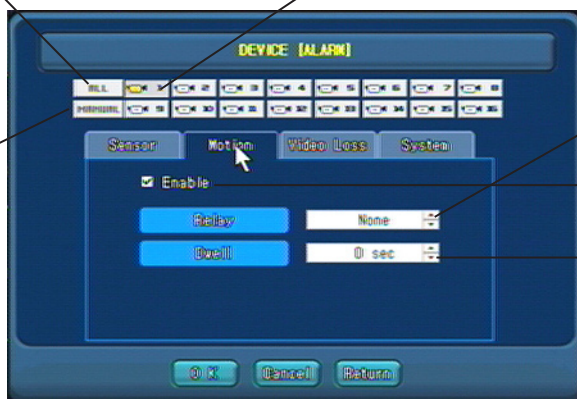 DEVICE [ALARM]
ALL 1 2 3 4 5 6 7 8
MANUAL 9 10 11 12 13 14 15 16
Sensor Motion Video Loss System
Enable
Relay None
Dwell 0 sec
OK Cancel Return